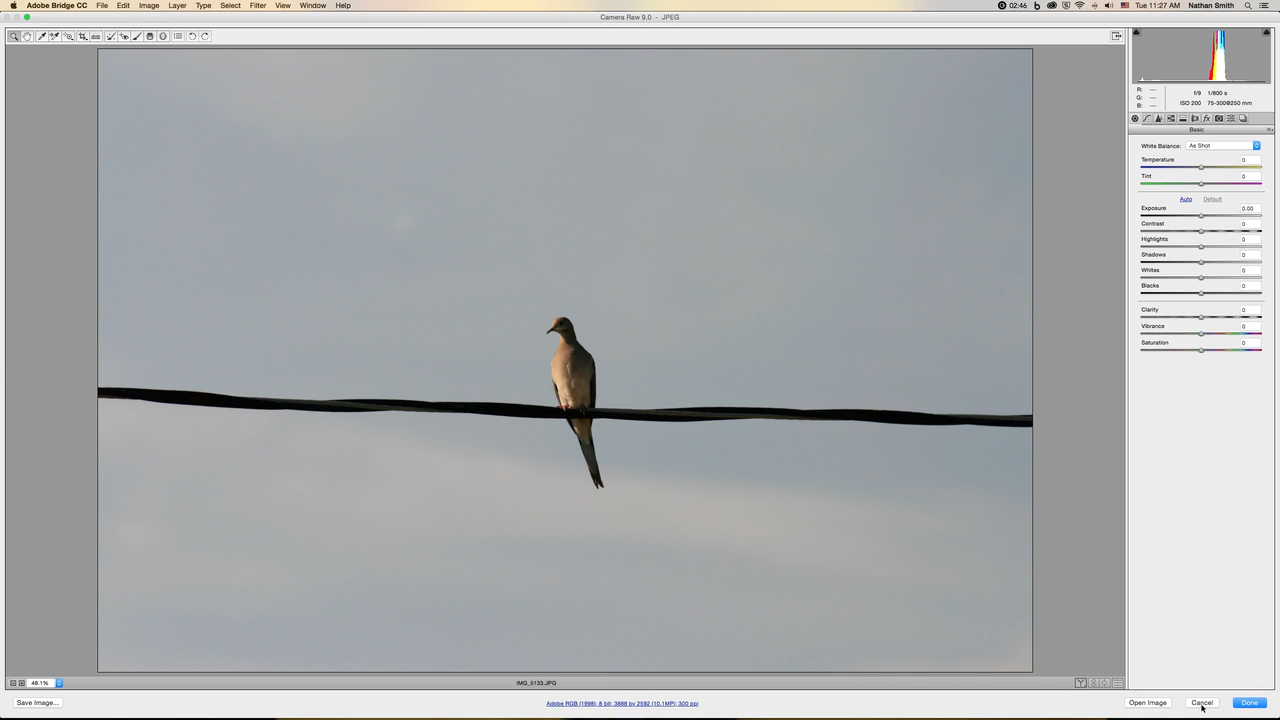 Adobe Bridge CC File Edit Image Layer Type Select Filter View Window Help 02:46 Tue 11:27 AM Nathan Smith
Camera Raw 9.0 - JPEG
R: ---
G: ---
B: ---
f/9 1/800 s
ISO 200 75-300@250 mm
Basic
White Balance: As Shot
Temperature 0
Tint 0
Auto Default
Exposure 0.00
Contrast 0
Highlights 0
Shadows 0
Whites 0
Blacks 0
Clarity 0
Vibrance 0
Saturation 0
48.1% IMG_5133.JPG
Save Image... Adobe RGB (1998); 8 bit; 3888 by 2592 (10.1MP); 300 ppi Open Image Cancel Done